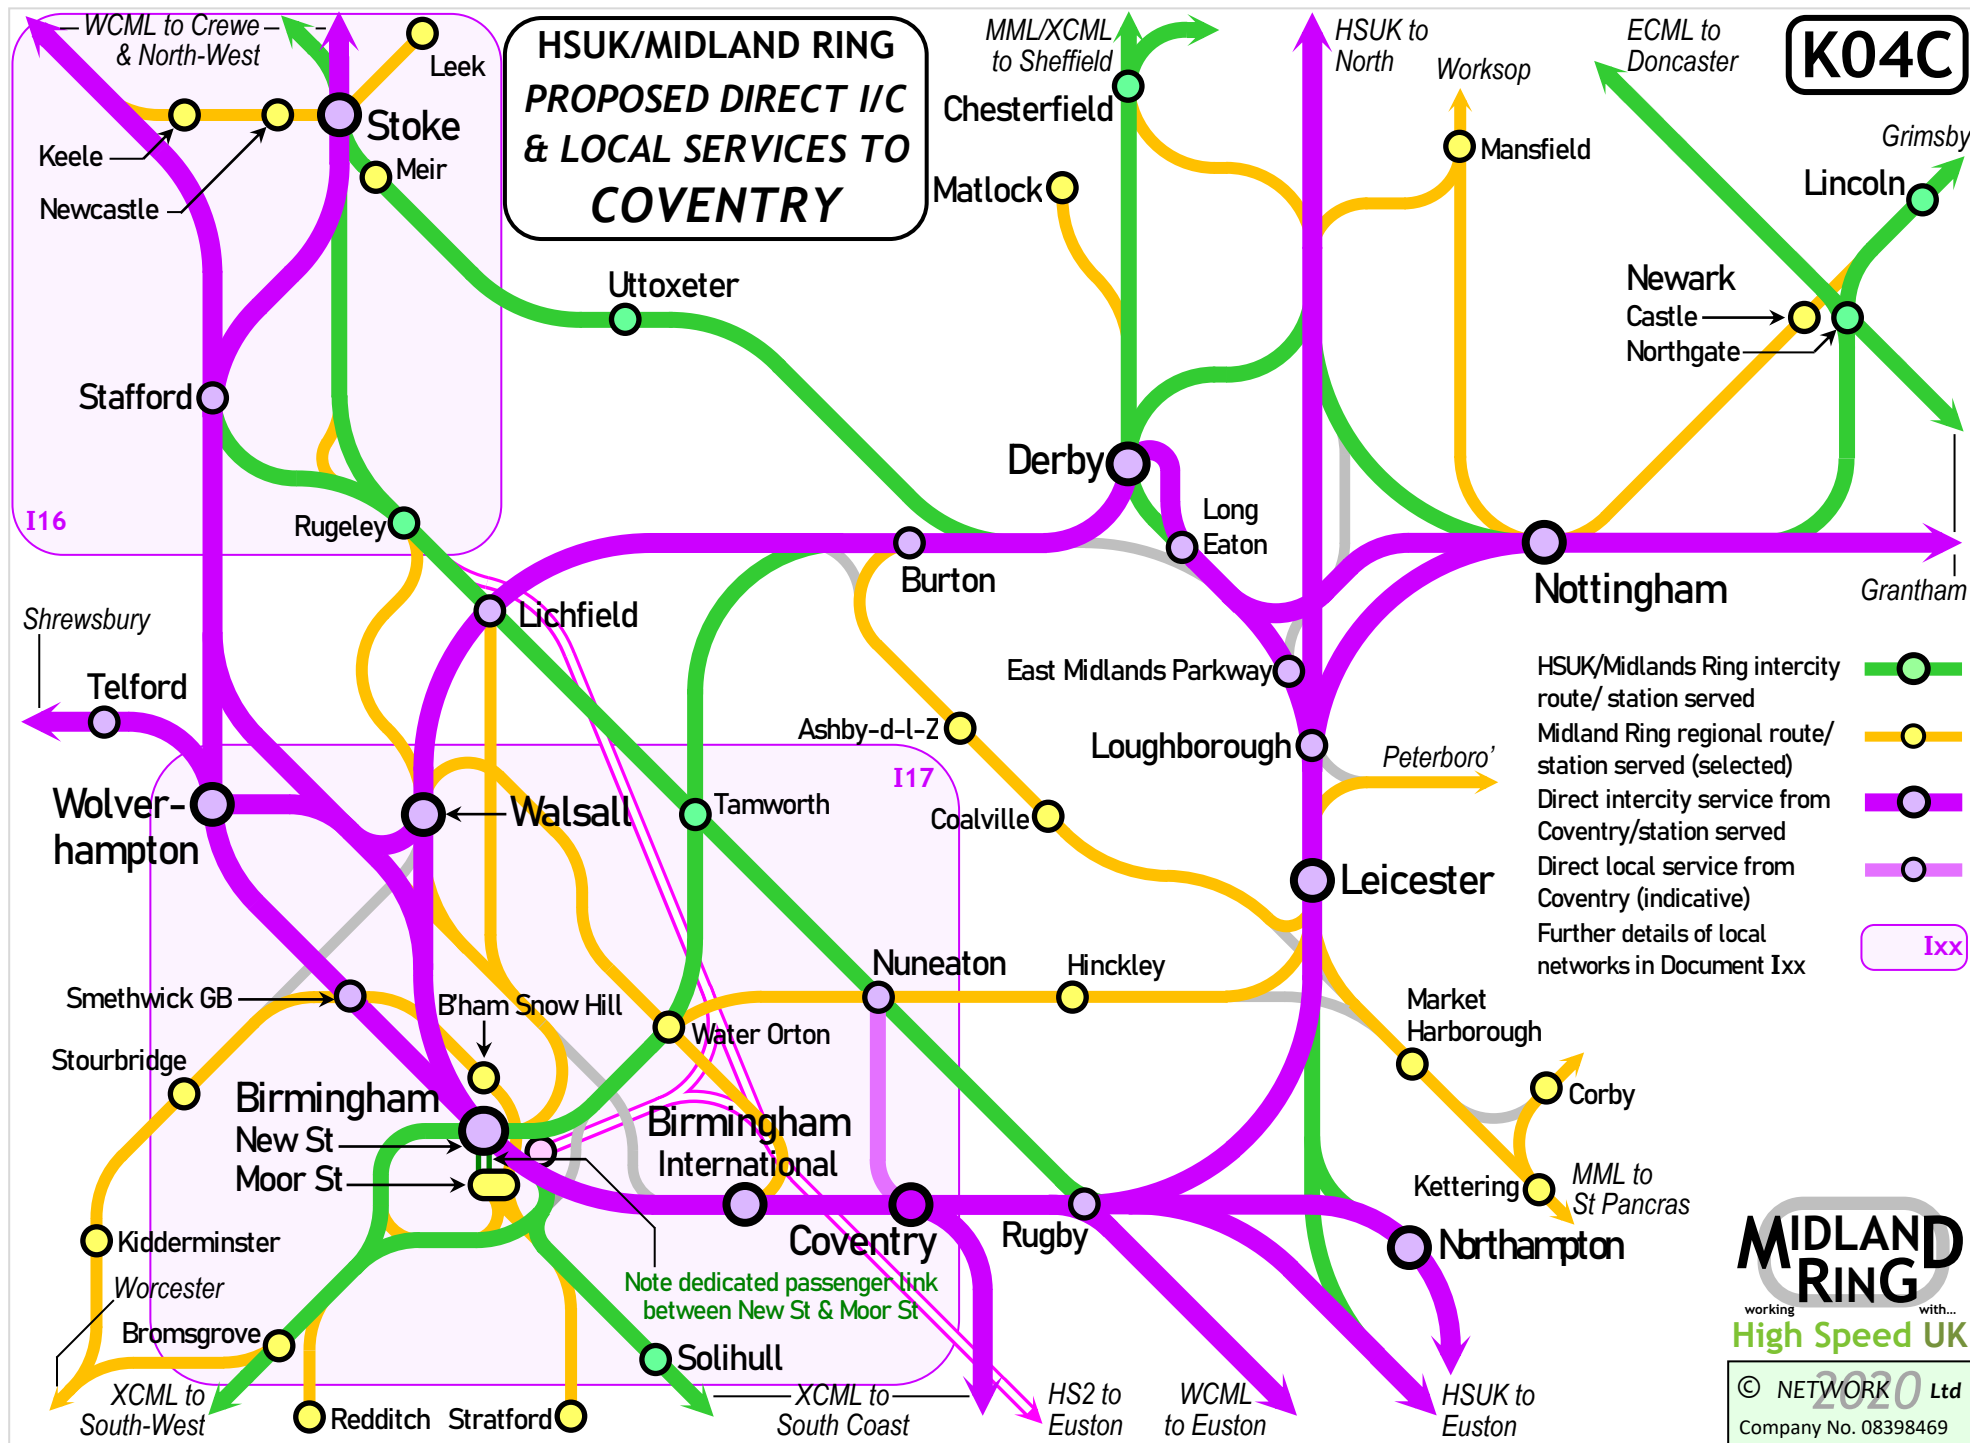 WCML to Crewe
& North-West
Leek
HSUK/MIDLAND RING
PROPOSED DIRECT I/C
& LOCAL SERVICES TO
COVENTRY
MML/XCML
to Sheffield
HSUK to
North
Worksop
ECML to
Doncaster
K04C
Chesterfield
Stoke
Keele
Meir
Newcastle
Matlock
Mansfield
Grimsby
Lincoln
Uttoxeter
Newark
Castle
Northgate
Stafford
Derby
Long
Eaton
I16
Rugeley
Burton
Nottingham
Grantham
Shrewsbury
Lichfield
Telford
East Midlands Parkway
HSUK/Midlands Ring intercity
route/ station served
Midland Ring regional route/
station served (selected)
Direct intercity service from
Coventry/station served
Direct local service from
Coventry (indicative)
Further details of local
networks in Document Ixx
Ixx
Ashby-d-l-Z
Loughborough
Peterboro'
I17
Wolver-
hampton
Walsall
Tamworth
Coalville
Leicester
Nuneaton
Hinckley
Smethwick GB
B'ham Snow Hill
Water Orton
Market
Harborough
Stourbridge
Corby
Birmingham
New St
Moor St
Birmingham
International
Kettering
MML to
St Pancras
Coventry
Rugby
Northampton
Kidderminster
Worcester
Note dedicated passenger link
between New St & Moor St
Bromsgrove
Solihull
XCML to
South-West
Redditch
Stratford
XCML to
South Coast
HS2 to
Euston
WCML
to Euston
HSUK to
Euston
MIDLAND
RING
working with...
High Speed UK
© NETWORK 2020 Ltd
Company No. 08398469